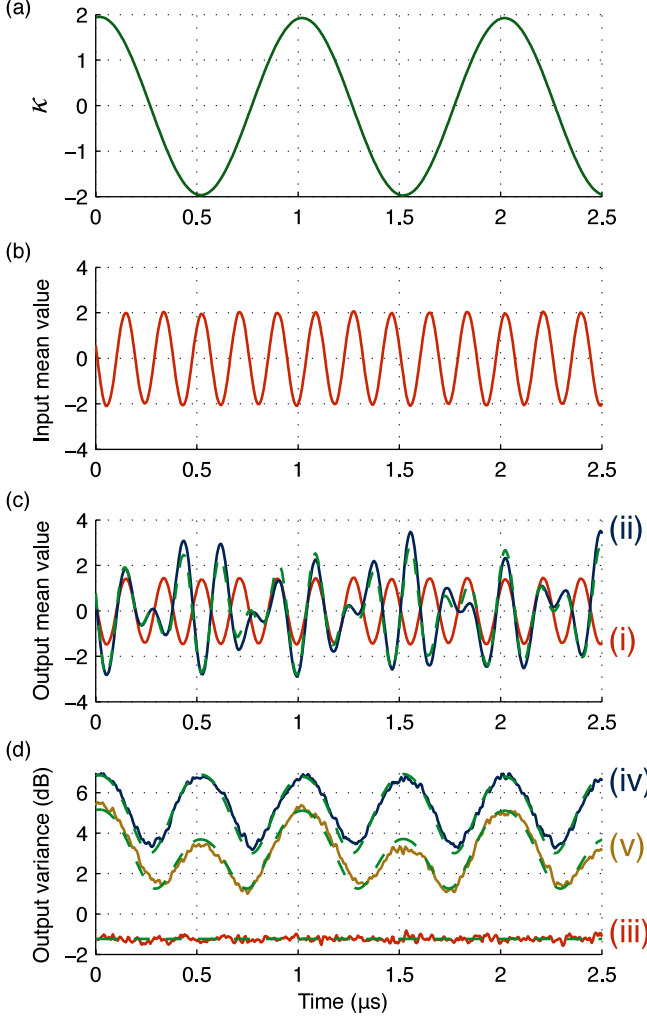 (a)
κ
2
1
0
−1
−2
0 0.5 1 1.5 2 2.5
(b)
Input mean value
4
2
0
−2
−4
0 0.5 1 1.5 2 2.5
(c)
Output mean value
4
2
0
−2
−4
(ii)
(i)
0 0.5 1 1.5 2 2.5
(d)
Output variance (dB)
6
4
2
0
−2
(iv)
(v)
(iii)
0 0.5 1 1.5 2 2.5
Time (μs)